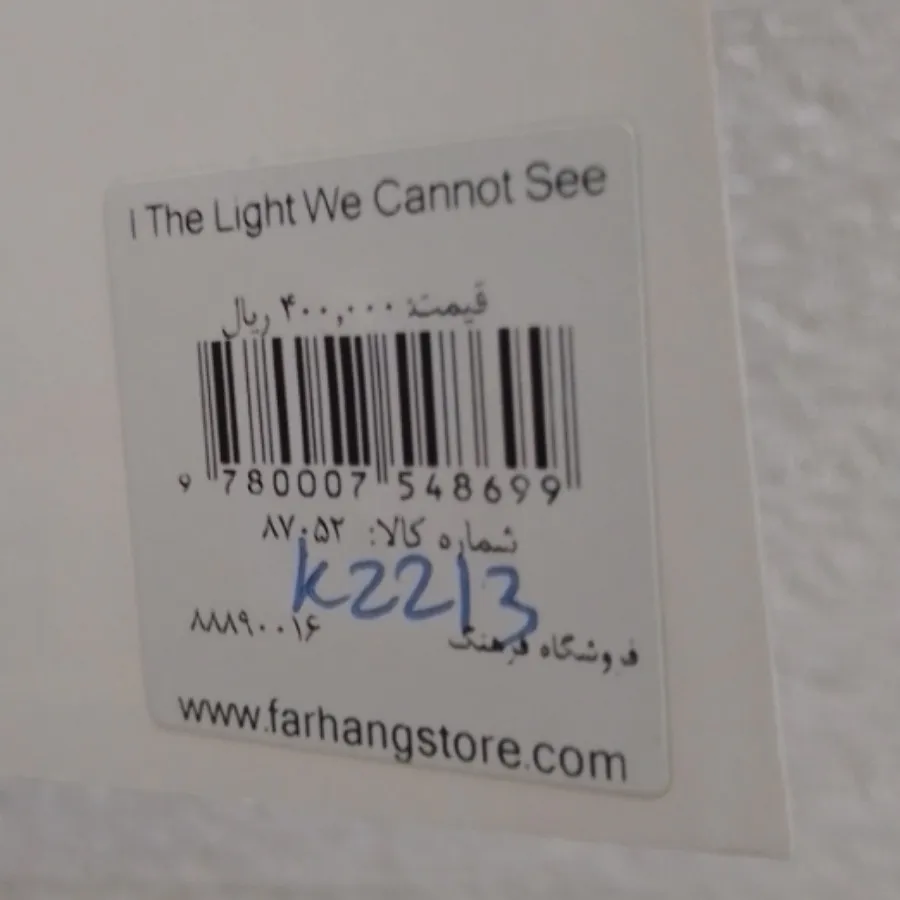 l The Light We Cannot See
قیمت: ۴۰۰,۰۰۰ ریال
9 780007 548699
شماره کالا: ۸۷۰۵۲
K2213
فروشگاه فرهنگ ۸۸۸۹۰۰۱۶
www.farhangstore.com